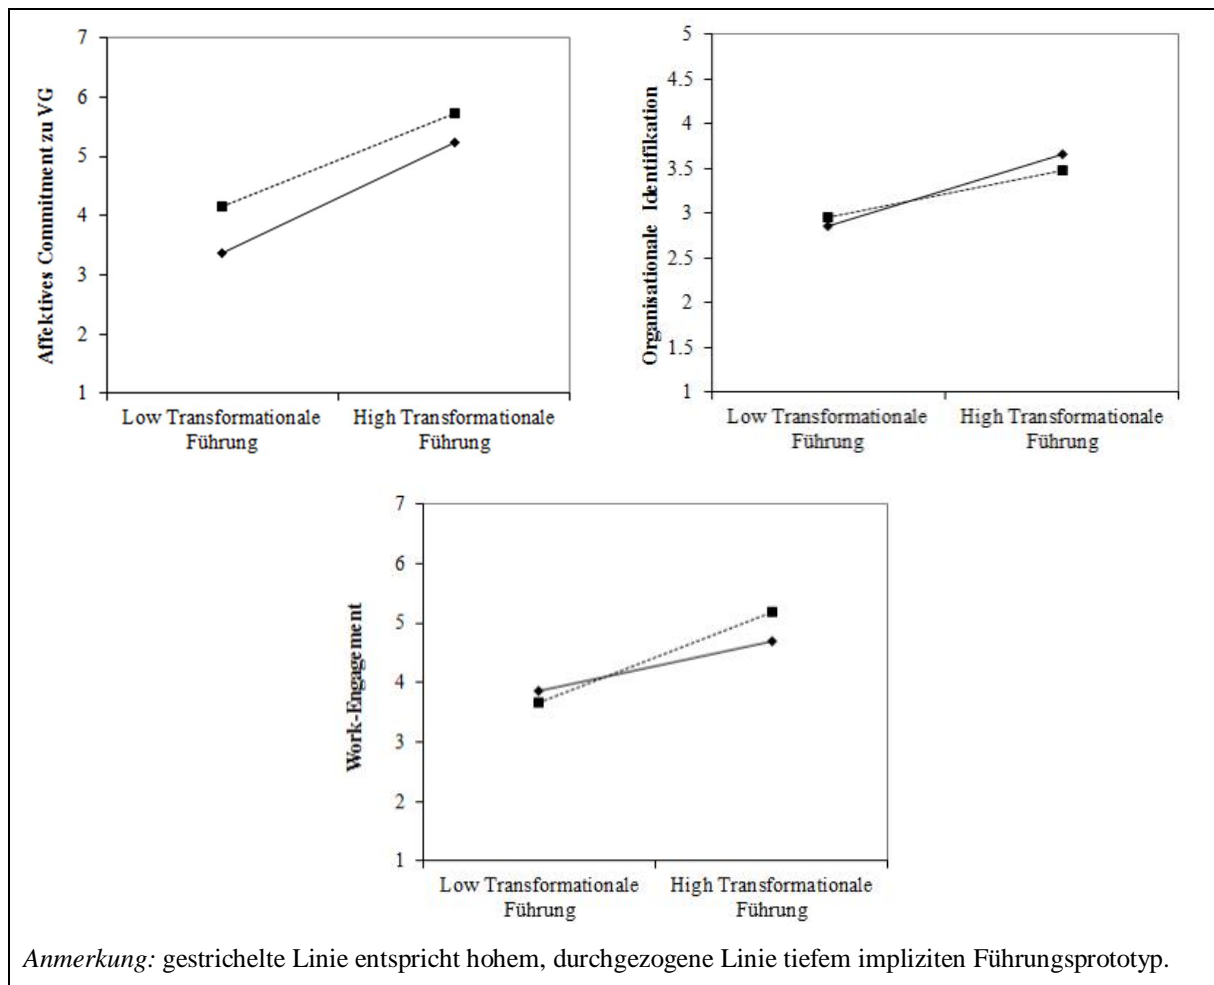 Affektives Commitment zu VG
7
6
5
4
3
2
1
Low Transformationale
Führung
High Transformationale
Führung
Organisationale Identifikation
5
4.5
4
3.5
3
2.5
2
1.5
1
Low Transformationale
Führung
High Transformationale
Führung
Work-Engagement
7
6
5
4
3
2
1
Low Transformationale
Führung
High Transformationale
Führung
Anmerkung: gestrichelte Linie entspricht hohem, durchgezogene Linie tiefem impliziten Führungsprototyp.